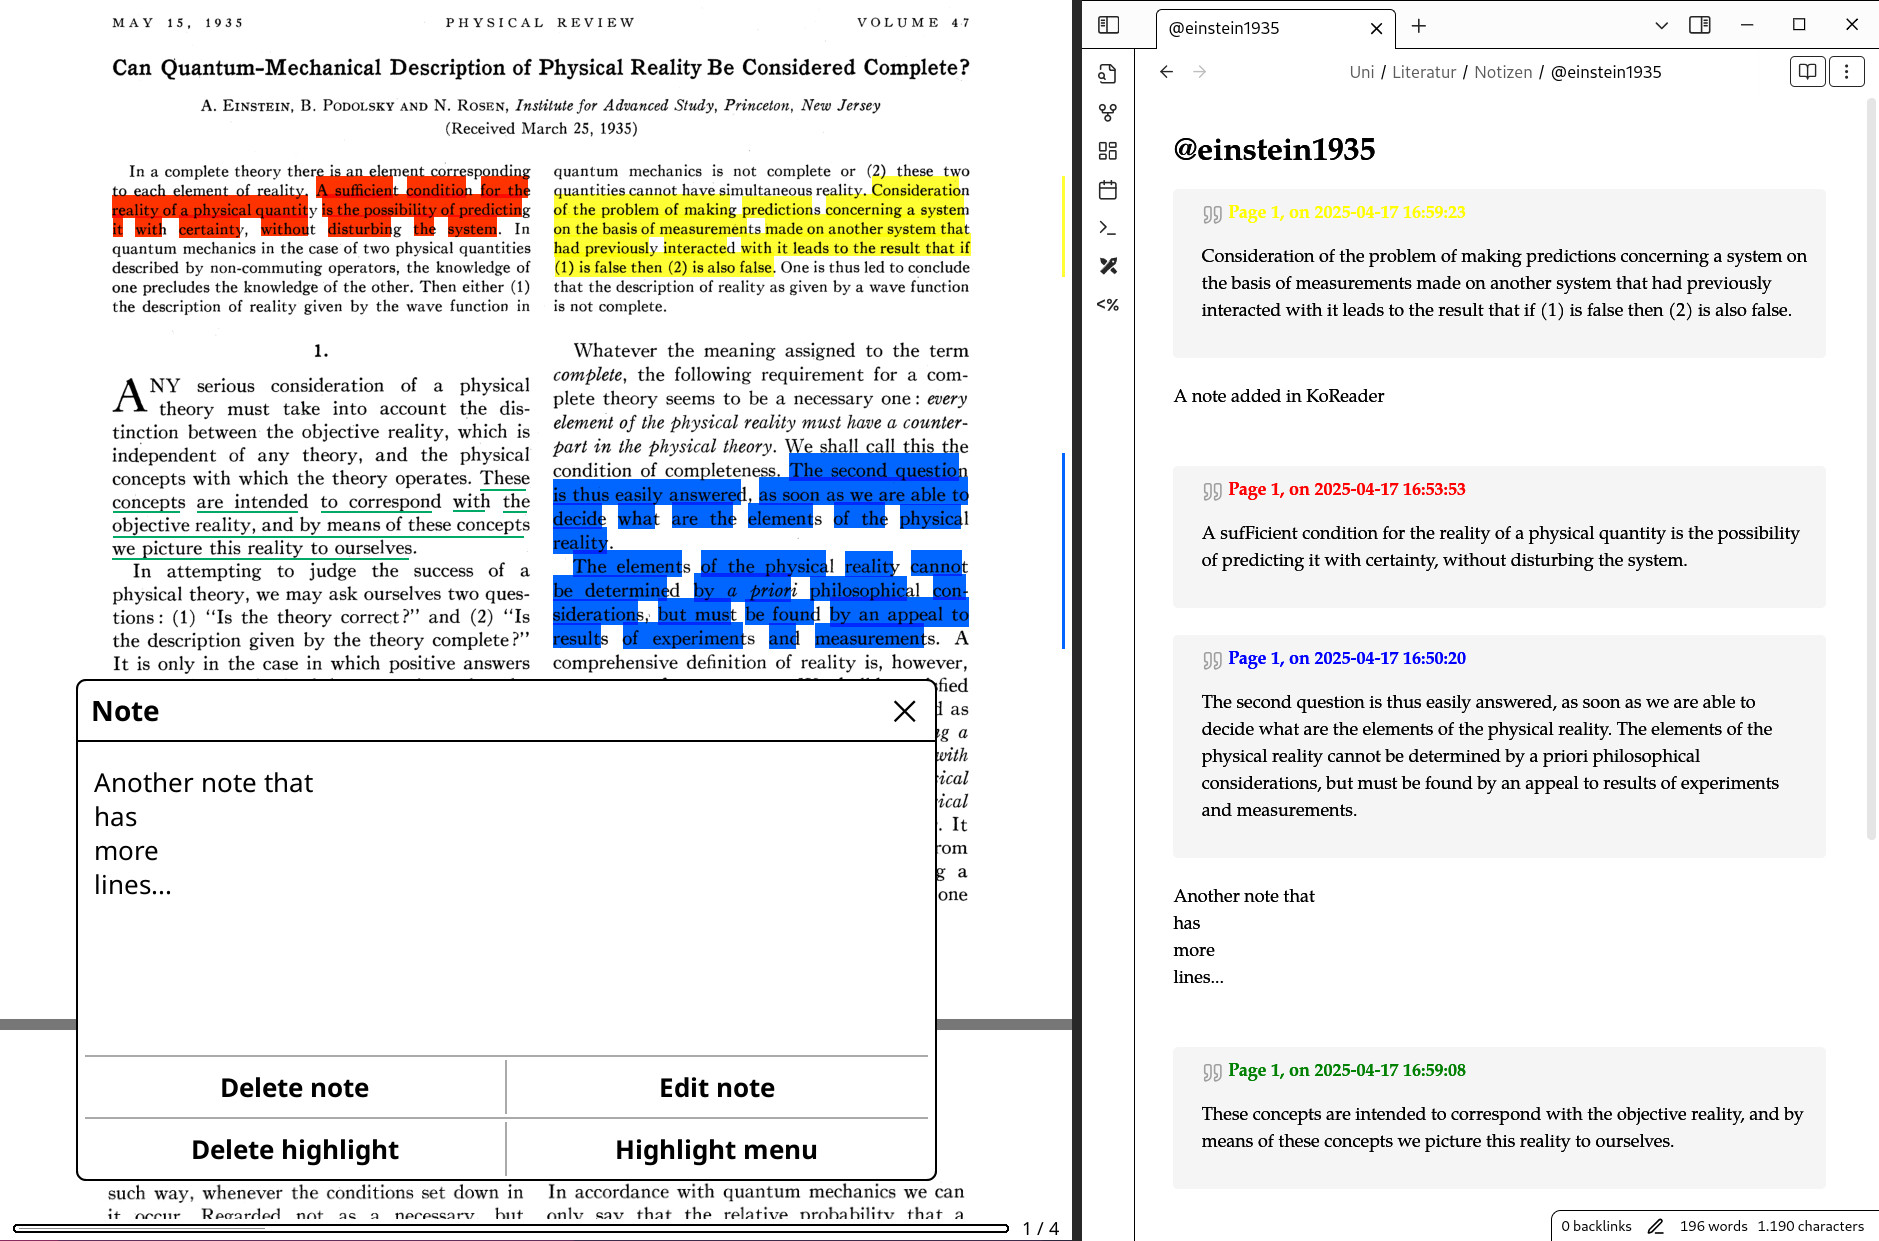 MAY 15, 1935 PHYSICAL REVIEW VOLUME 47
Can Quantum-Mechanical Description of Physical Reality Be Considered Complete?
A. EINSTEIN, B. PODOLSKY AND N. ROSEN, Institute for Advanced Study, Princeton, New Jersey
(Received March 25, 1935)
In a complete theory there is an element corresponding
to each element of reality. A sufficient condition for the
reality of a physical quantity is the possibility of predicting
it with certainty, without disturbing the system. In
quantum mechanics in the case of two physical quantities
described by non-commuting operators, the knowledge of
one precludes the knowledge of the other. Then either (1)
the description of reality given by the wave function in
quantum mechanics is not complete or (2) these two
quantities cannot have simultaneous reality. Consideration
of the problem of making predictions concerning a system
on the basis of measurements made on another system that
had previously interacted with it leads to the result that if
(1) is false then (2) is also false. One is thus led to conclude
that the description of reality as given by a wave function
is not complete.
1.
ANY serious consideration of a physical
theory must take into account the dis-
tinction between the objective reality, which is
independent of any theory, and the physical
concepts with which the theory operates. These
concepts are intended to correspond with the
objective reality, and by means of these concepts
we picture this reality to ourselves.
In attempting to judge the success of a
physical theory, we may ask ourselves two ques-
tions: (1) “Is the theory correct?” and (2) “Is
the description given by the theory complete?”
It is only in the case in which positive answers
Whatever the meaning assigned to the term
complete, the following requirement for a com-
plete theory seems to be a necessary one: every
element of the physical reality must have a counter-
part in the physical theory. We shall call this the
condition of completeness. The second question
is thus easily answered, as soon as we are able to
decide what are the elements of the physical
reality.
The elements of the physical reality cannot
be determined by a priori philosophical con-
siderations, but must be found by an appeal to
results of experiments and measurements. A
comprehensive definition of reality is, however,
as
a
with
It
a
one
Note
Another note that
has
more
lines...
Delete note Edit note
Delete highlight Highlight menu
such way, whenever the conditions set down in
it occur. Regarded not as a necessary, but
In accordance with quantum mechanics we can
only say that the relative probability that a
1 / 4
@einstein1935
Uni / Literatur / Notizen / @einstein1935
<%
@einstein1935
Page 1, on 2025-04-17 16:59:23
Consideration of the problem of making predictions concerning a system on
the basis of measurements made on another system that had previously
interacted with it leads to the result that if (1) is false then (2) is also false.
A note added in KoReader
Page 1, on 2025-04-17 16:53:53
A sufFicient condition for the reality of a physical quantity is the possibility
of predicting it with certainty, without disturbing the system.
Page 1, on 2025-04-17 16:50:20
The second question is thus easily answered, as soon as we are able to
decide what are the elements of the physical reality. The elements of the
physical reality cannot be determined by a priori philosophical
considerations, but must be found by an appeal to results of experiments
and measurements.
Another note that
has
more
lines...
Page 1, on 2025-04-17 16:59:08
These concepts are intended to correspond with the objective reality, and by
means of these concepts we picture this reality to ourselves.
0 backlinks 196 words 1.190 characters